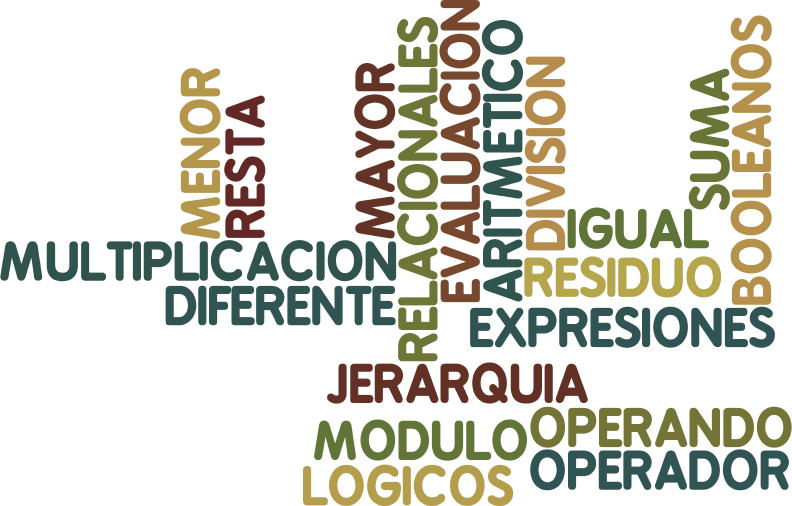 MENOR
RESTA
MAYOR
RELACIONALES
EVALUACION
ARITMETICO
DIVISION
SUMA
BOOLEANOS
IGUAL
MULTIPLICACION
RESIDUO
DIFERENTE
EXPRESIONES
JERARQUIA
MODULO
OPERANDO
LOGICOS
OPERADOR